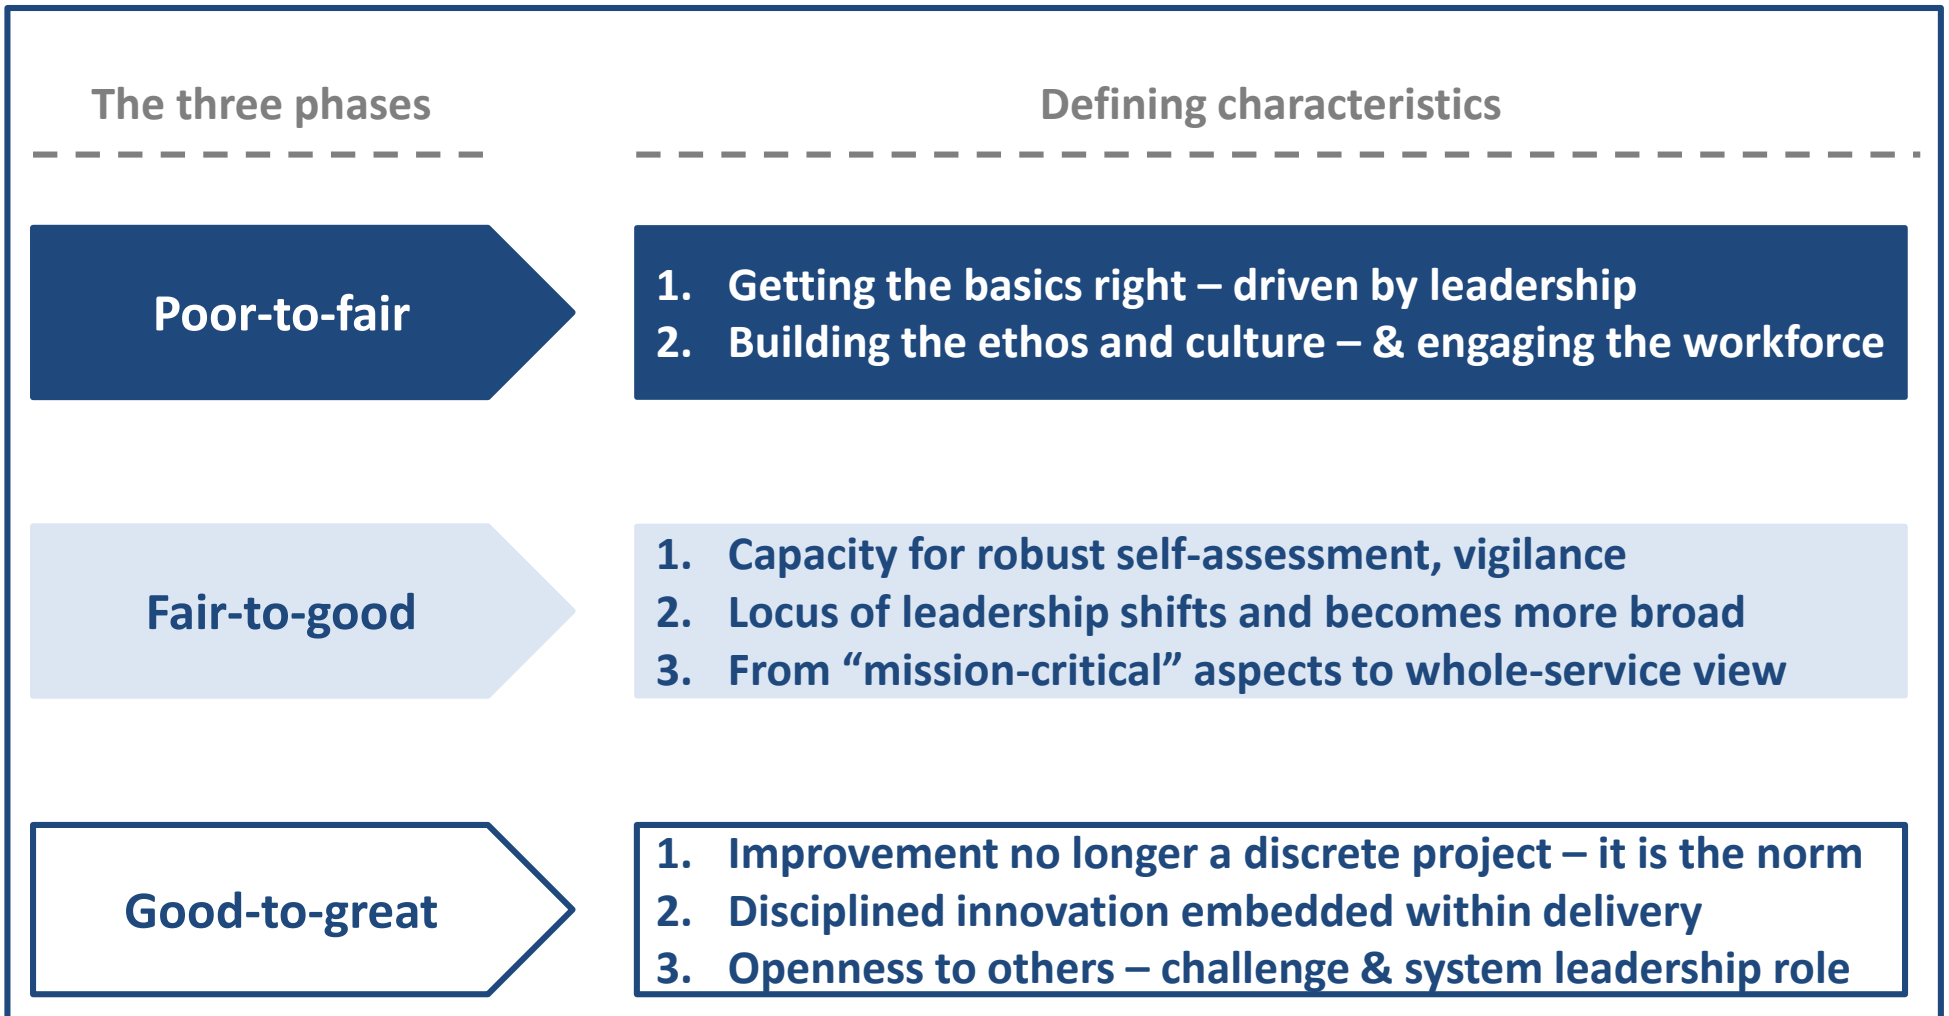 The three phases
Defining characteristics
Poor-to-fair
1. Getting the basics right – driven by leadership
2. Building the ethos and culture – & engaging the workforce
Fair-to-good
1. Capacity for robust self-assessment, vigilance
2. Locus of leadership shifts and becomes more broad
3. From “mission-critical” aspects to whole-service view
Good-to-great
1. Improvement no longer a discrete project – it is the norm
2. Disciplined innovation embedded within delivery
3. Openness to others – challenge & system leadership role